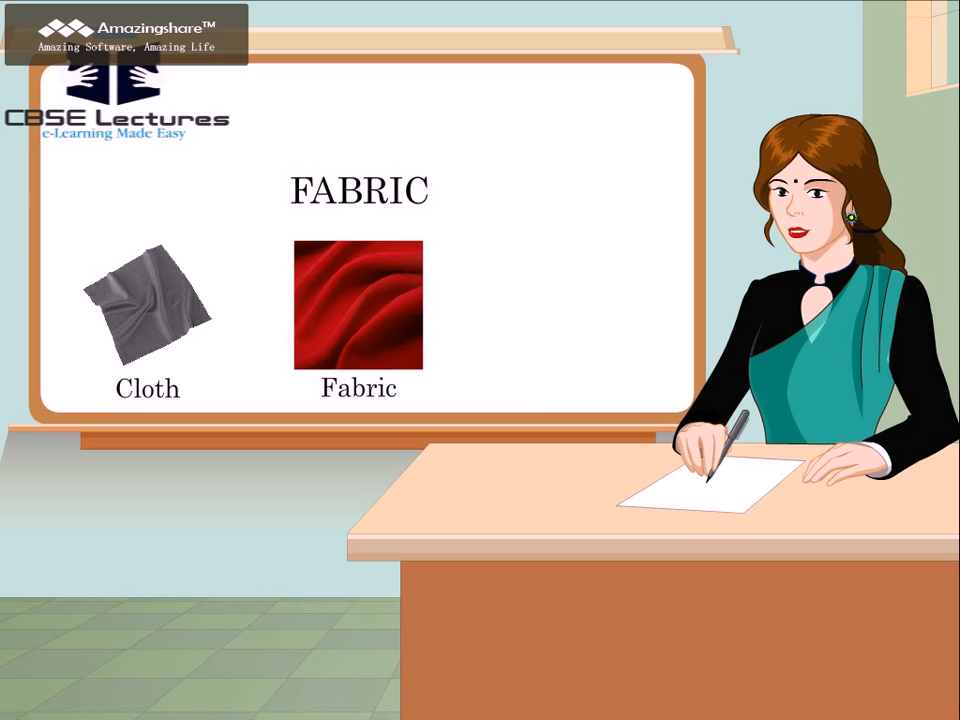 Amazingshare™
Amazing Software, Amazing Life
CBSE Lectures
e-Learning Made Easy
FABRIC
Cloth
Fabric